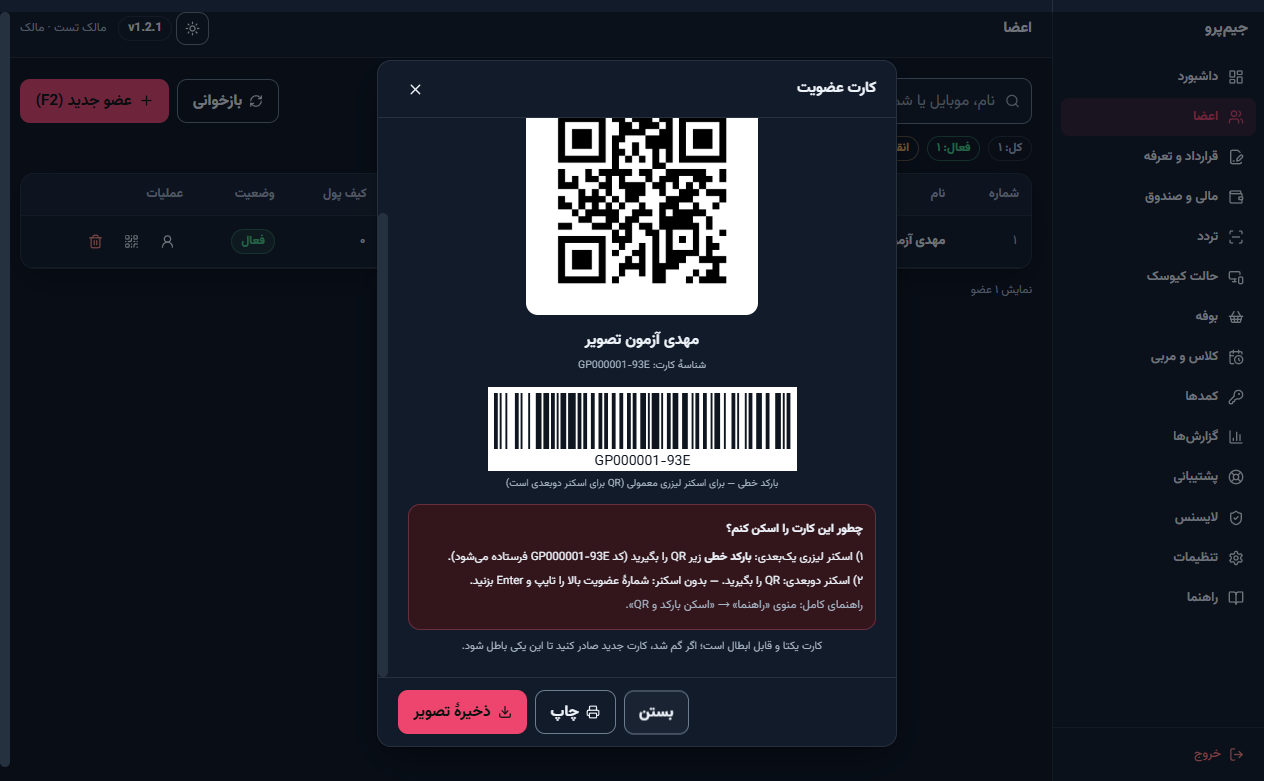 جیم‌پرو
داشبورد
اعضا
قرارداد و تعرفه
مالی و صندوق
تردد
حالت کیوسک
بوفه
کلاس و مربی
کمدها
گزارش‌ها
پشتیبانی
لایسنس
تنظیمات
راهنما
خروج
اعضا
v1.2.1
مالک تست · مالک
نام، موبایل یا
بازخوانی
+ عضو جدید (F2)
کل: ۱
فعال: ۱
شماره
نام
کیف پول
وضعیت
عملیات
۱
مهدی
۰
فعال
نمایش ۱ عضو
کارت عضویت
مهدی آزمون تصویر
شناسهٔ کارت: GP000001-93E
GP000001-93E
بارکد خطی — برای اسکنر لیزری معمولی (QR برای اسکنر دوبعدی است)
چطور این کارت را اسکن کنم؟
۱) اسکنر لیزری یک‌بعدی: بارکد خطی زیر QR را بگیرید (کد GP000001-93E فرستاده می‌شود).
۲) اسکنر دوبعدی: QR را بگیرید. — بدون اسکنر: شمارهٔ عضویت بالا را تایپ و Enter بزنید.
راهنمای کامل: منوی «راهنما» ← «اسکن بارکد و QR».
کارت یکتا و قابل ابطال است؛ اگر گم شد، کارت جدید صادر کنید تا این یکی باطل شود.
بستن
چاپ
ذخیرهٔ تصویر